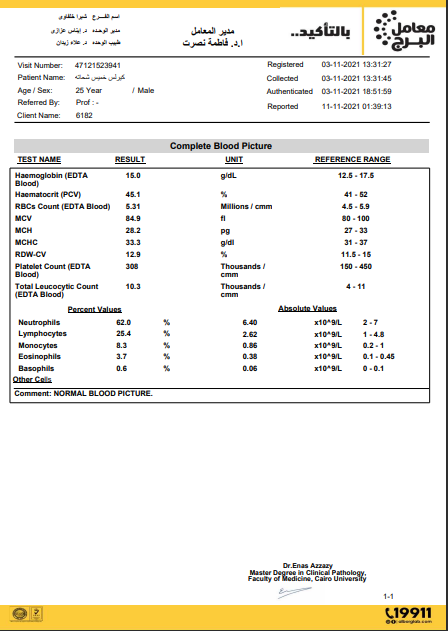 اسم الفـــرع شبرا خلفاوي
مدير الوحده د. إيناس عزازي
طبيب الوحده د. علاء زيدان
مدير المعامل
ا.د. فاطمة نصرت
بالتأكيد..
معامل
البرج
Visit Number: 47121523941
Patient Name: كيرلس خميس شحاته
Age / Sex: 25 Year / Male
Referred By: Prof : -
Client Name: 6182
Registered 03-11-2021 13:31:27
Collected 03-11-2021 13:31:45
Authenticated 03-11-2021 18:51:59
Reported 11-11-2021 01:39:13
Complete Blood Picture
TEST NAME RESULT UNIT REFERENCE RANGE
Haemoglobin (EDTA Blood) 15.0 g/dL 12.5 - 17.5
Haematocrit (PCV) 45.1 % 41 - 52
RBCs Count (EDTA Blood) 5.31 Millions / cmm 4.5 - 5.9
MCV 84.9 fl 80 - 100
MCH 28.2 pg 27 - 33
MCHC 33.3 g/dl 31 - 37
RDW-CV 12.9 % 11.5 - 15
Platelet Count (EDTA Blood) 308 Thousands / cmm 150 - 450
Total Leucocytic Count (EDTA Blood) 10.3 Thousands / cmm 4 - 11
Percent Values Absolute Values
Neutrophils 62.0 % 6.40 x10^9/L 2 - 7
Lymphocytes 25.4 % 2.62 x10^9/L 1 - 4.8
Monocytes 8.3 % 0.86 x10^9/L 0.2 - 1
Eosinophils 3.7 % 0.38 x10^9/L 0.1 - 0.45
Basophils 0.6 % 0.06 x10^9/L 0 - 0.1
Other Cells
Comment: NORMAL BLOOD PICTURE.
Dr.Enas Azzazy
Master Degree in Clinical Pathology,
Faculty of Medicine, Cairo University
1-1
19911